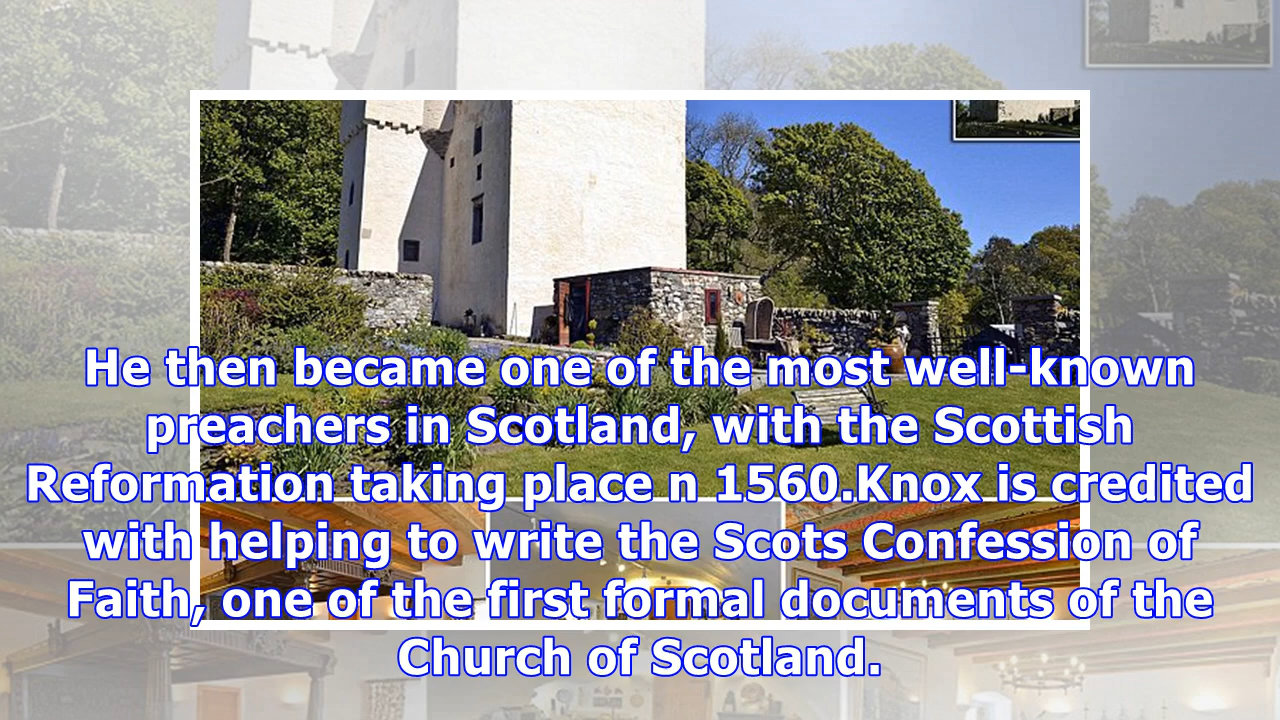 He then became one of the most well-known
preachers in Scotland, with the Scottish
Reformation taking place n 1560.Knox is credited
with helping to write the Scots Confession of
Faith, one of the first formal documents of the
Church of Scotland.